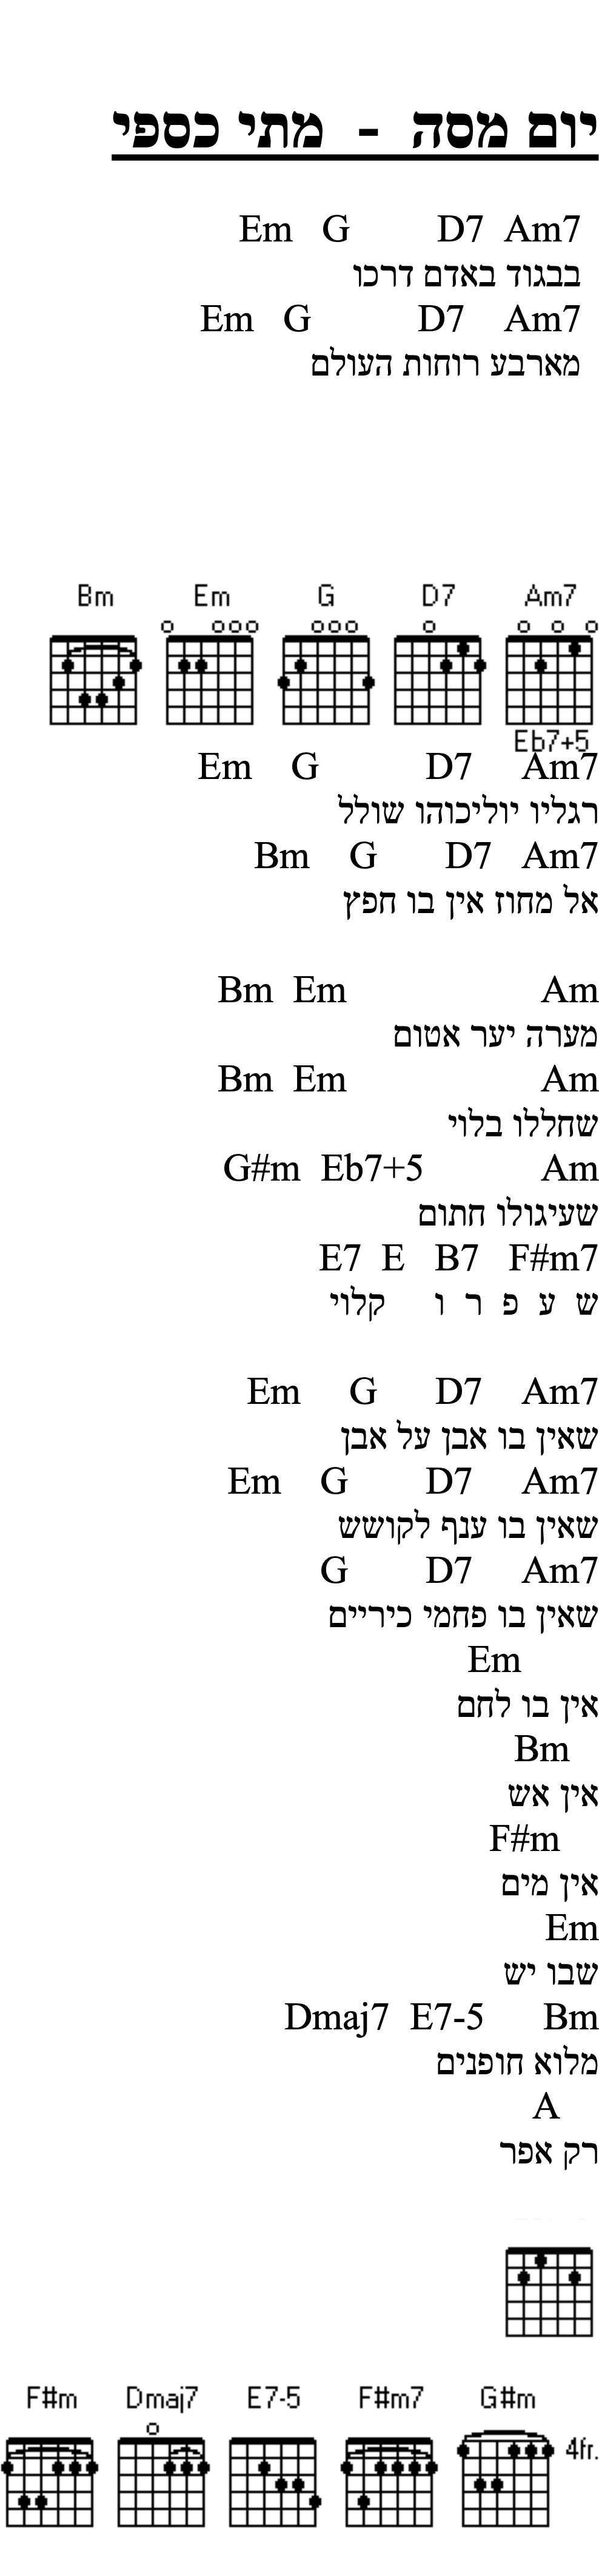 יום מסה - מתי כספי
Em G D7 Am7
בבגוד באדם דרכו
Em G D7 Am7
מארבע רוחות העולם
Bm Em G D7 Am7
Eb7+5
Em G D7 Am7
רגליו יוליכוהו שולל
Bm G D7 Am7
אל מחוז אין בו חפץ
Bm Em Am
מערה יער אטום
Bm Em Am
שחללו בלוי
G#m Eb7+5 Am
שעיגולו חתום
E7 E B7 F#m7
ש ע פ ר ו קלוי
Em G D7 Am7
שאין בו אבן על אבן
Em G D7 Am7
שאין בו ענף לקושש
G D7 Am7
שאין בו פחמי כיריים
Em
אין בו לחם
Bm
אין אש
F#m
אין מים
Em
שבו יש
Dmaj7 E7-5 Bm
מלוא חופנים
A
רק אפר
F#m Dmaj7 E7-5 F#m7 G#m
4fr.